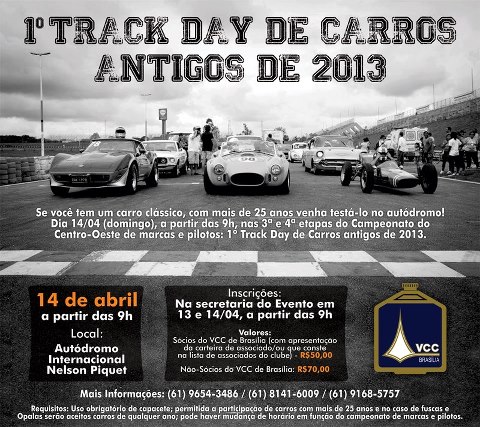 1º TRACK DAY DE CARROS
ANTIGOS DE 2013
Se você tem um carro clássico, com mais de 25 anos venha testá-lo no autódromo!
Dia 14/04 (domingo), a partir das 9h, nas 3ª e 4ª etapas do Campeonato do
Centro-Oeste de marcas e pilotos: 1º Track Day de Carros antigos de 2013.
14 de abril
a partir das 9h
Local:
Autódromo
Internacional
Nelson Piquet
Inscrições:
Na secretaria do Evento em
13 e 14/04, a partir das 9h
Valores:
Sócios do VCC de Brasília (com apresentação
da carteira de associado/ou que conste
na lista de associados do clube) - R$50,00
Não-Sócios do VCC de Brasília: R$70,00
VCC
BRASÍLIA
Mais Informações: (61) 9654-3486 / (61) 8141-6009 / (61) 9168-5757
Requisitos: Uso obrigatório de capacete; permitida a participação de carros com mais de 25 anos e no caso de fuscas e
Opalas serão aceitos carros de qualquer ano; pode haver mudança de horário em função do campeonato de marcas e pilotos.